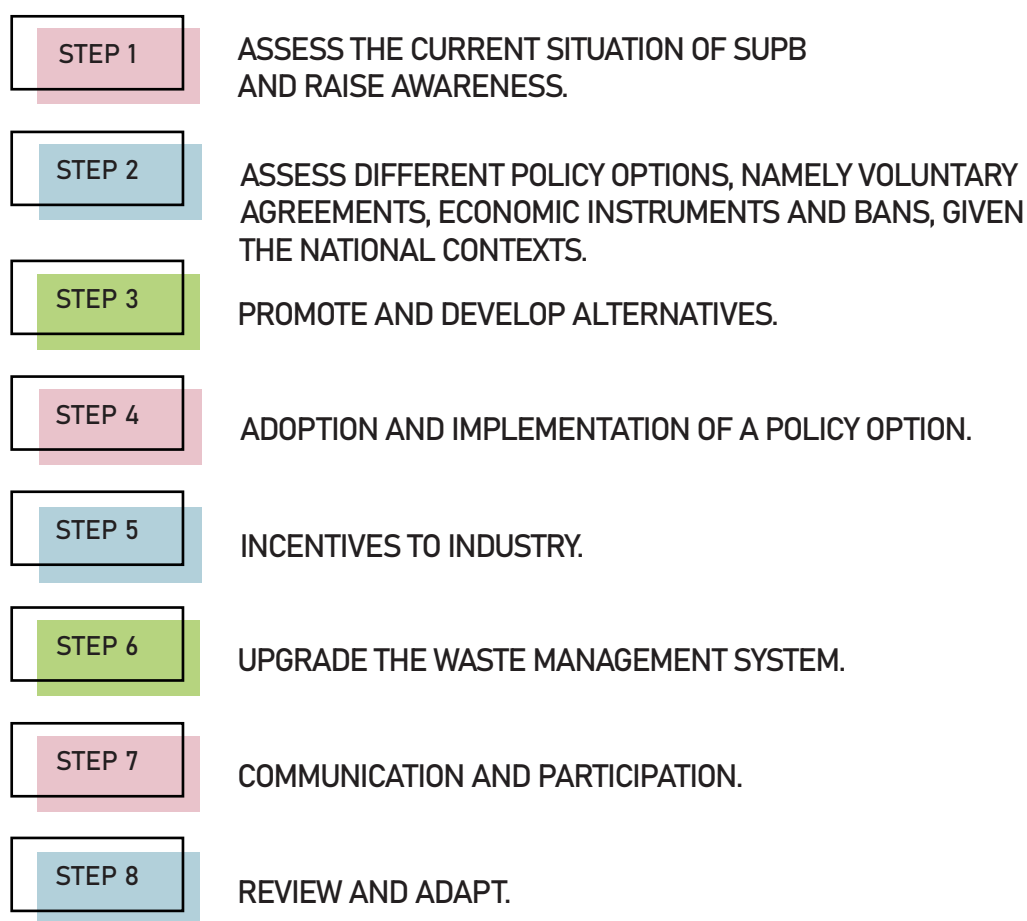 STEP 1
ASSESS THE CURRENT SITUATION OF SUPB
AND RAISE AWARENESS.
STEP 2
ASSESS DIFFERENT POLICY OPTIONS, NAMELY VOLUNTARY
AGREEMENTS, ECONOMIC INSTRUMENTS AND BANS, GIVEN
THE NATIONAL CONTEXTS.
STEP 3
PROMOTE AND DEVELOP ALTERNATIVES.
STEP 4
ADOPTION AND IMPLEMENTATION OF A POLICY OPTION.
STEP 5
INCENTIVES TO INDUSTRY.
STEP 6
UPGRADE THE WASTE MANAGEMENT SYSTEM.
STEP 7
COMMUNICATION AND PARTICIPATION.
STEP 8
REVIEW AND ADAPT.